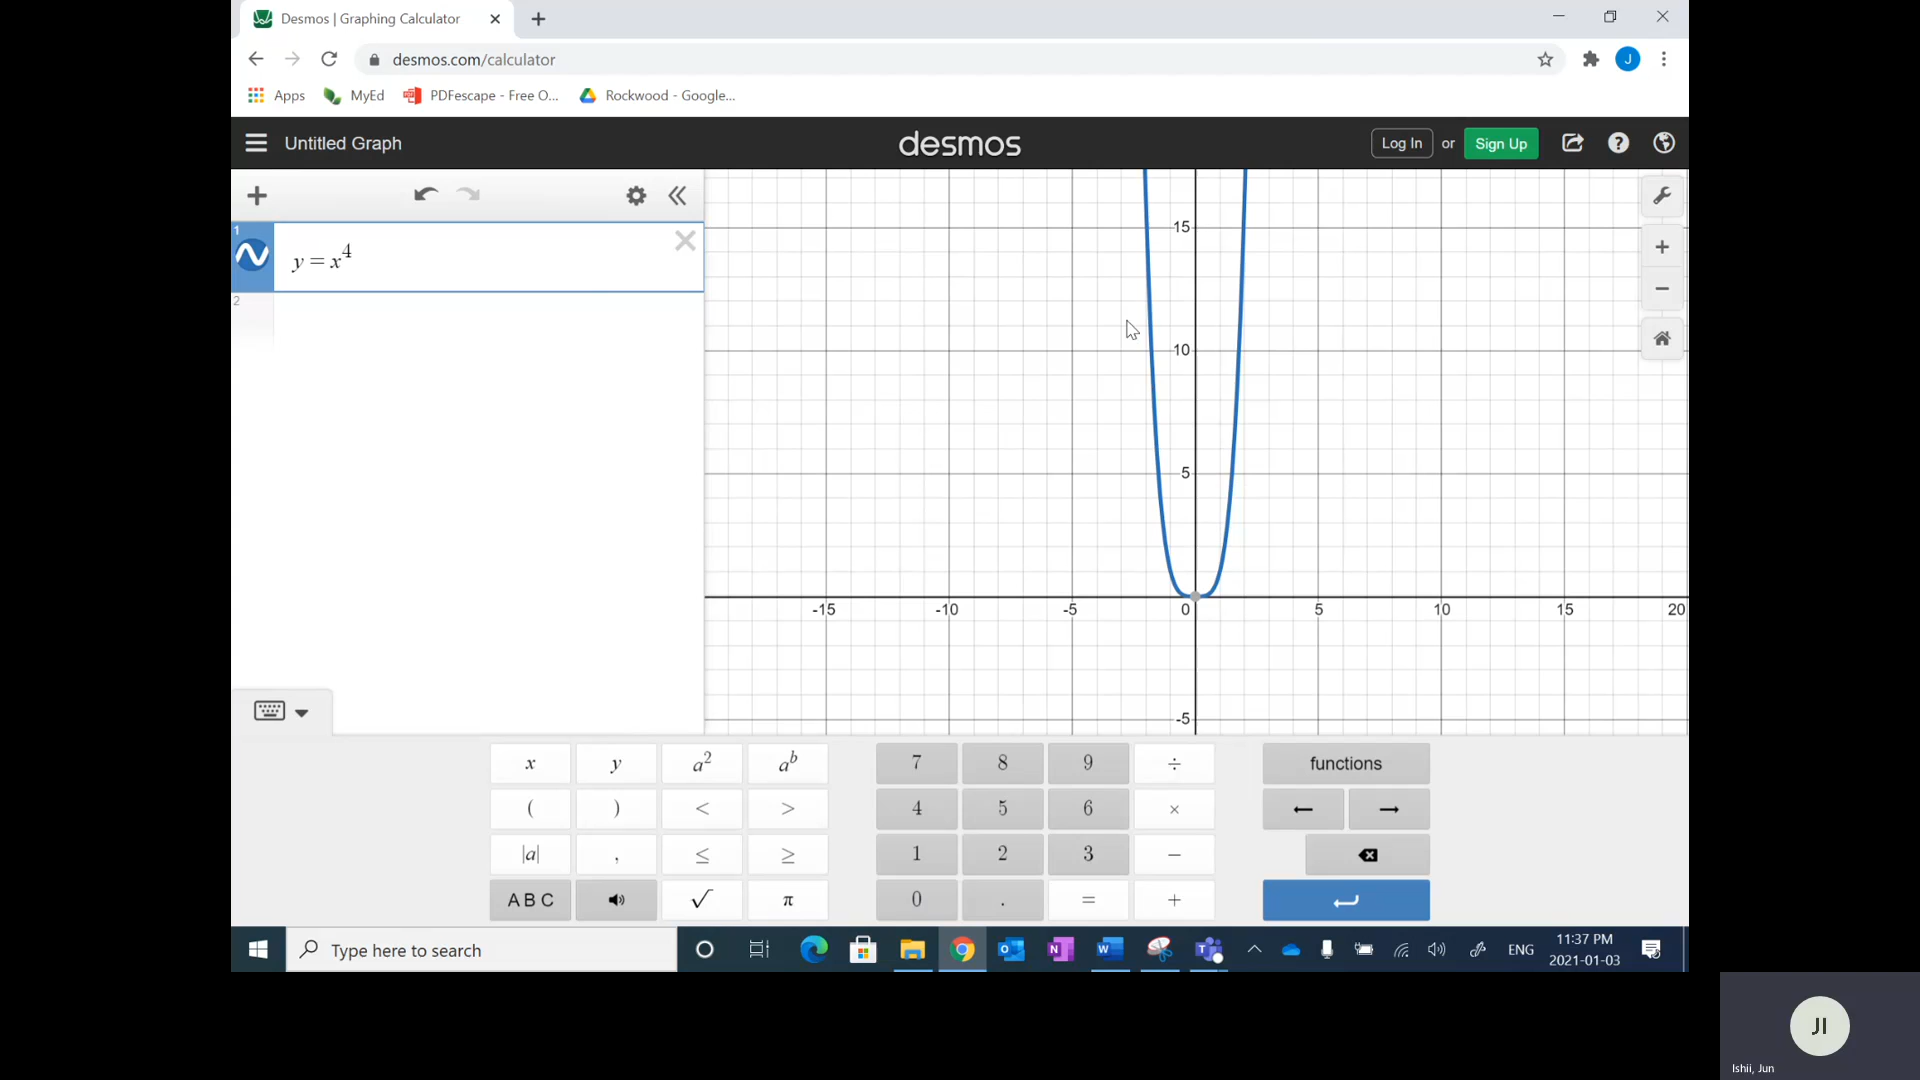 Desmos | Graphing Calculator
desmos.com/calculator
J
Apps
MyEd
PDFescape - Free O...
Rockwood - Google...
Untitled Graph
desmos
Log In or Sign Up
1
y = x⁴
2
15
10
5
-15 -10 -5 0 5 10 15 20
-5
x y a² aᵇ 7 8 9 ÷ functions
( ) < > 4 5 6 × ← →
|a| , ≤ ≥ 1 2 3 −
A B C √ π 0 . = +
Type here to search
ENG
11:37 PM
2021-01-03
JI
Ishii, Jun